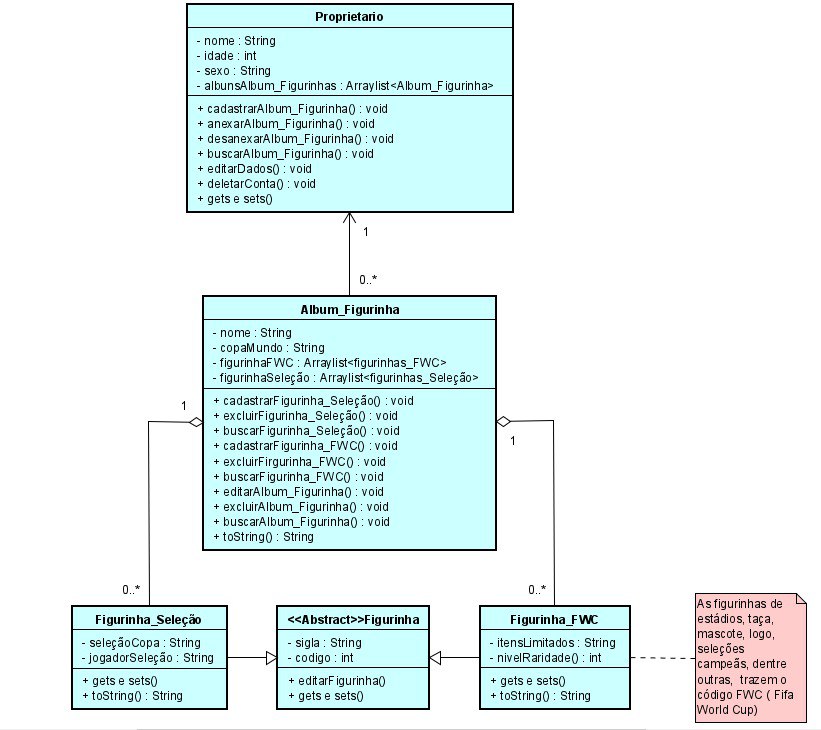 Proprietario
- nome : String
- idade : int
- sexo : String
- albunsAlbum_Figurinhas : Arraylist<Album_Figurinha>
+ cadastrarAlbum_Figurinha() : void
+ anexarAlbum_Figurinha() : void
+ desanexarAlbum_Figurinha() : void
+ buscarAlbum_Figurinha() : void
+ editarDados() : void
+ deletarConta() : void
+ gets e sets()
1
0..*
Album_Figurinha
- nome : String
- copaMundo : String
- figurinhaFWC : Arraylist<figurinhas_FWC>
- figurinhaSeleção : Arraylist<figurinhas_Seleção>
+ cadastrarFigurinha_Seleção() : void
+ excluirFigurinha_Seleção() : void
+ buscarFigurinha_Seleção() : void
+ cadastrarFigurinha_FWC() : void
+ excluirFirgurinha_FWC() : void
+ buscarFigurinha_FWC() : void
+ editarAlbum_Figurinha() : void
+ excluirAlbum_Figurinha() : void
+ buscarAlbum_Figurinha() : void
+ toString() : String
1
1
0..*
0..*
Figurinha_Seleção
- seleçãoCopa : String
- jogadorSeleção : String
+ gets e sets()
+ toString() : String
<<Abstract>>Figurinha
- sigla : String
- codigo : int
+ editarFigurinha()
+ gets e sets()
Figurinha_FWC
- itensLimitados : String
- nivelRaridade() : int
+ gets e sets()
+ toString() : String
As figurinhas de
estádios, taça,
mascote, logo,
seleções
campeãs, dentre
outras, trazem o
código FWC ( Fifa
World Cup)